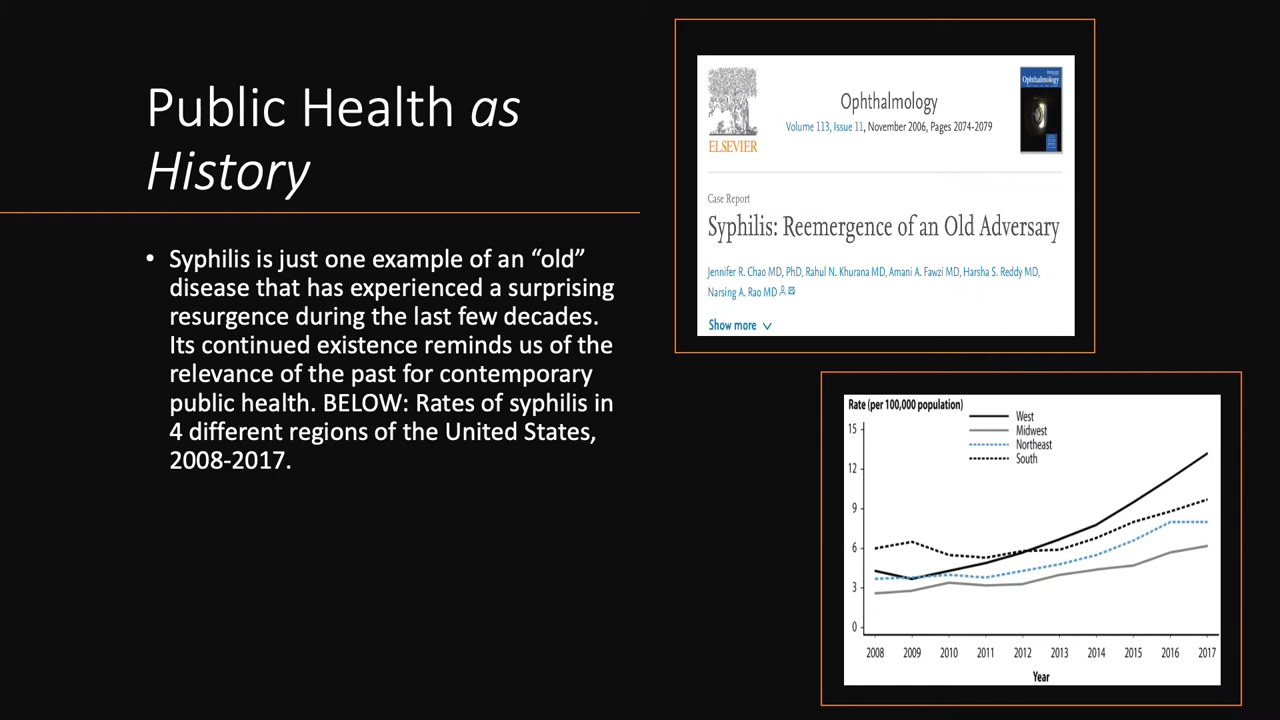 Public Health as
History
• Syphilis is just one example of an “old”
disease that has experienced a surprising
resurgence during the last few decades.
Its continued existence reminds us of the
relevance of the past for contemporary
public health. BELOW: Rates of syphilis in
4 different regions of the United States,
2008-2017.
ELSEVIER
Ophthalmology
Volume 113, Issue 11, November 2006, Pages 2074-2079
Ophthalmology
Case Report
Syphilis: Reemergence of an Old Adversary
Jennifer R. Chao MD, PhD, Rahul N. Khurana MD, Amani A. Fawzi MD, Harsha S. Reddy MD,
Narsing A. Rao MD
Show more
Rate (per 100,000 population)
West
Midwest
Northeast
South
15
12
9
6
3
0
2008 2009 2010 2011 2012 2013 2014 2015 2016 2017
Year